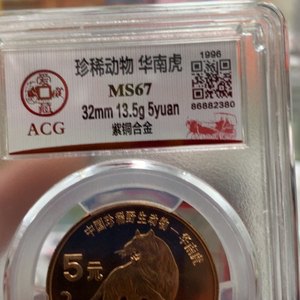 珍稀动物 华南虎
1996
MS67
32mm 13.5g 5yuan
86882380
紫铜合金
ACG
中国珍稀野生动物—华南虎
5元